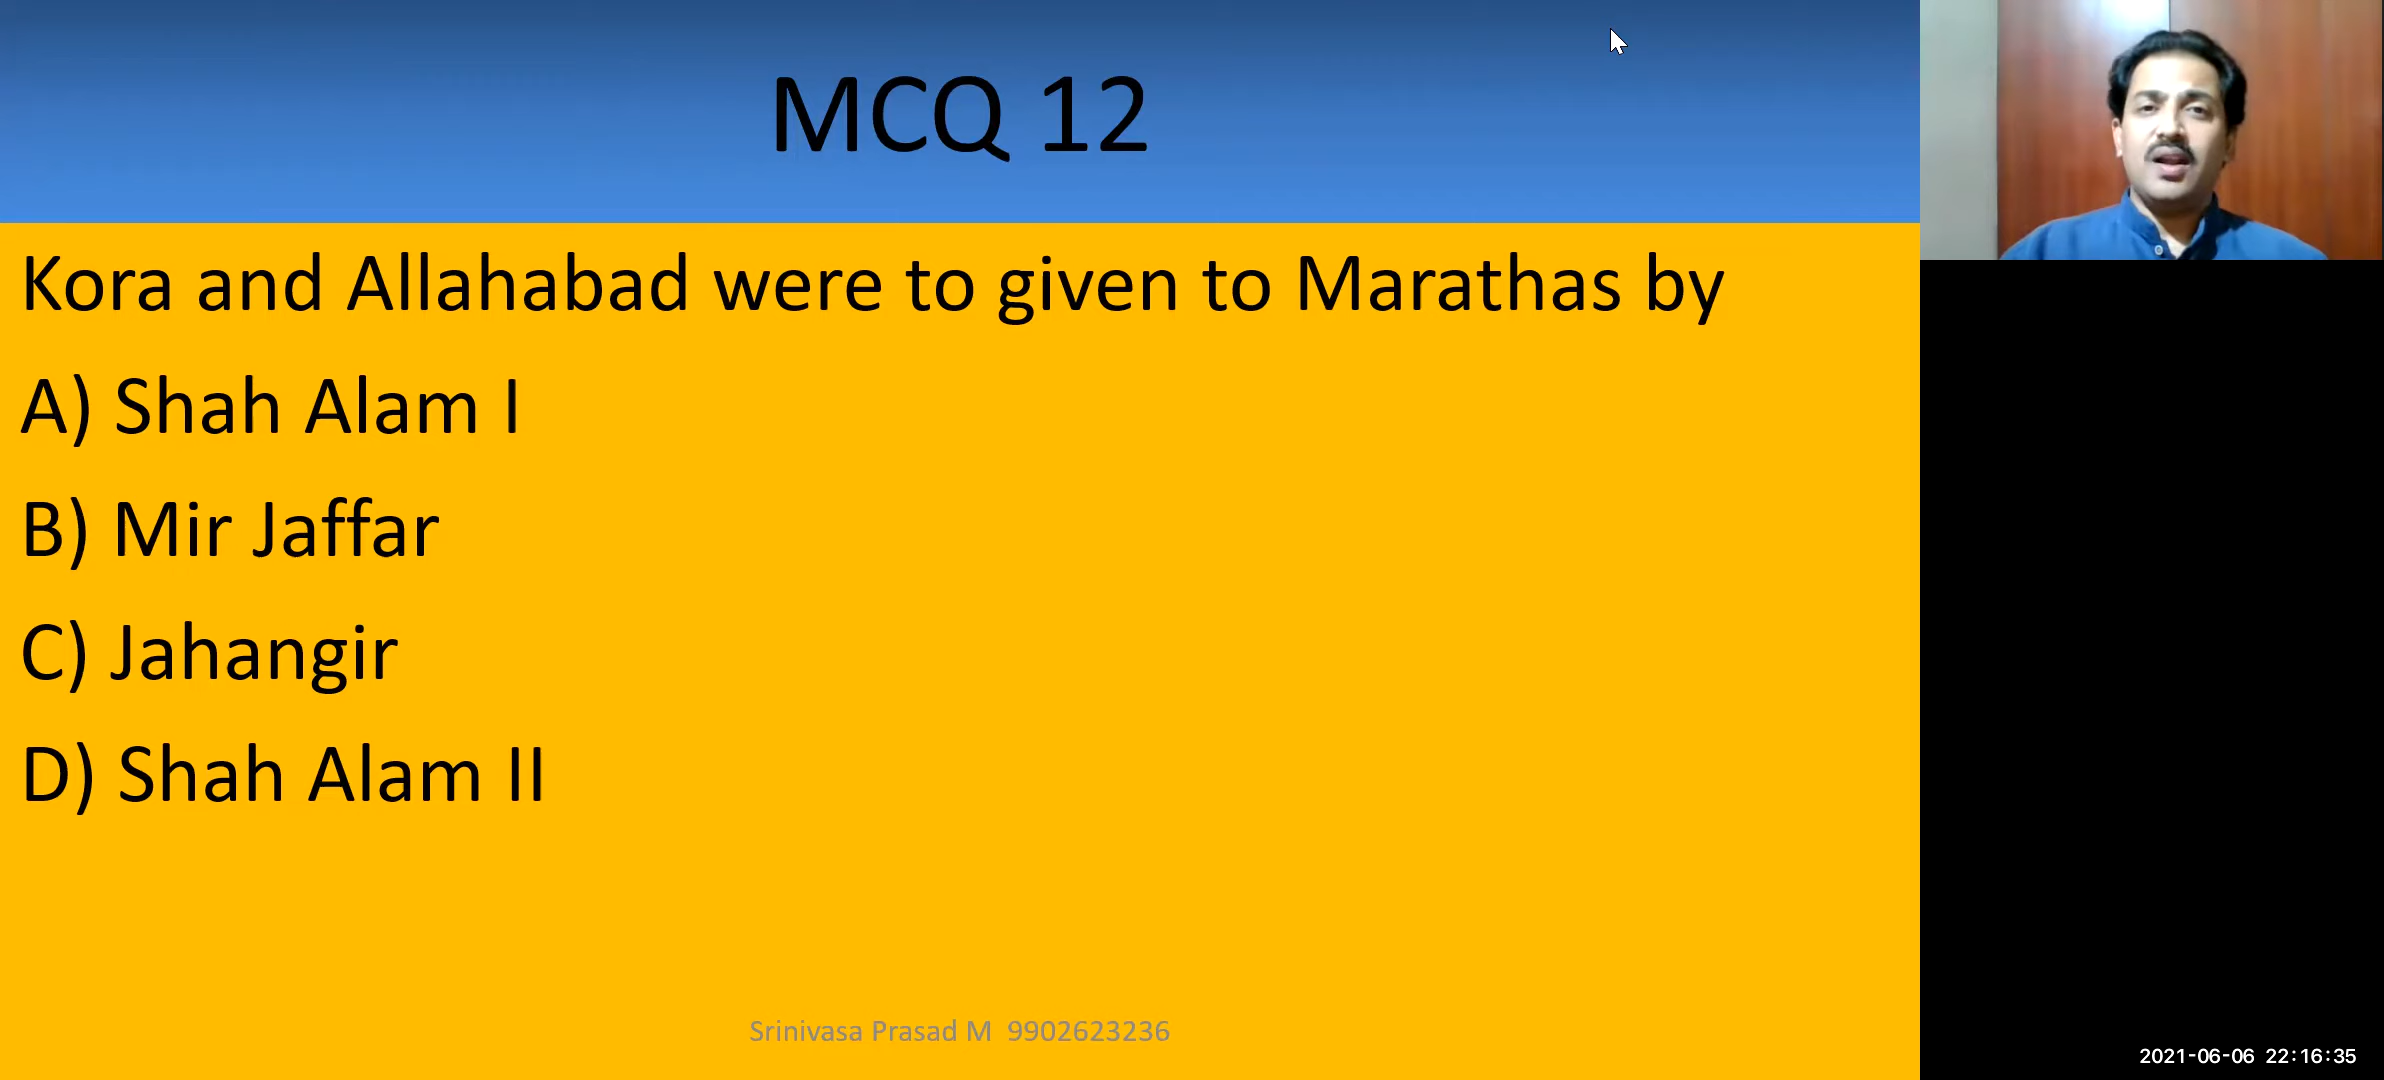 MCQ 12
Kora and Allahabad were to given to Marathas by
A) Shah Alam I
B) Mir Jaffar
C) Jahangir
D) Shah Alam II
Srinivasa Prasad M 9902623236
2021-06-06 22:16:35